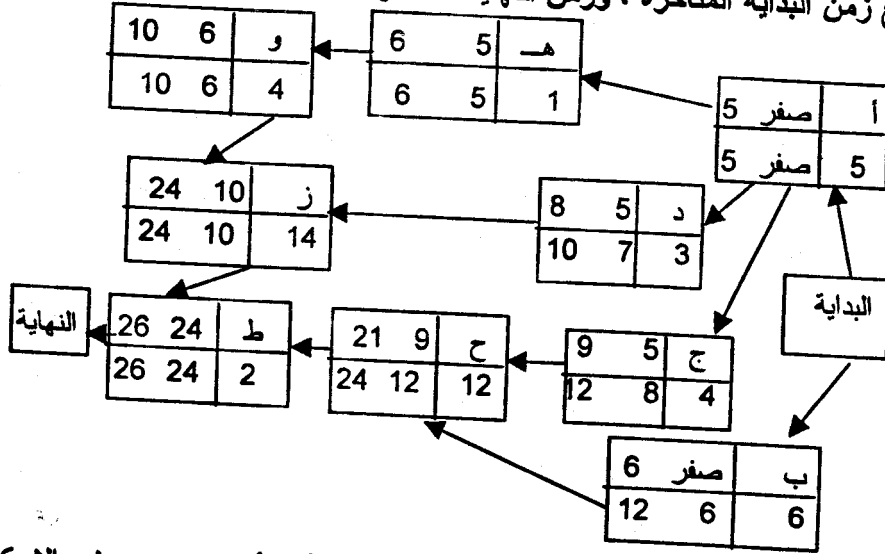 زمن البداية المتأخرة ، وزمن
و 6 10
4 6 10
هـ 5 6
1 5 6
أ صفر 5
5 صفر 5
ز 10 24
14 10 24
د 5 8
3 7 10
البداية
النهاية
ط 24 26
2 24 26
ح 9 21
12 12 24
ج 5 9
4 8 12
ب صفر 6
6 6 12